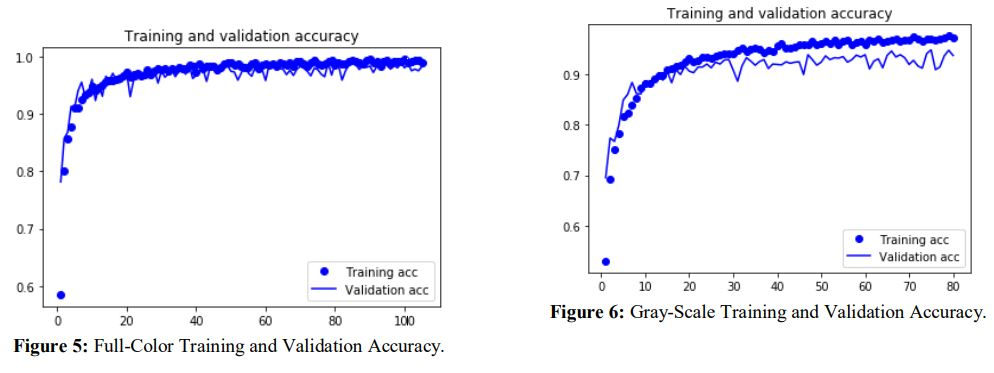 Training and validation accuracy
1.0
0.9
0.8
0.7
0.6
Training acc
Validation acc
0 20 40 60 80 100
Figure 5: Full-Color Training and Validation Accuracy.
Training and validation accuracy
0.9
0.8
0.7
0.6
Training acc
Validation acc
0 10 20 30 40 50 60 70 80
Figure 6: Gray-Scale Training and Validation Accuracy.